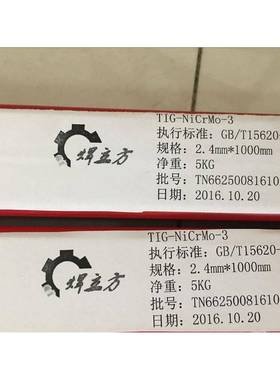 TIG-NiCrMo-3
执行标准: GB/T15620-
规格: 2.4mm*1000mm
净重: 5KG
批号: TN66250081610
日期: 2016.10.20
焊立方
TIG-NiCrMo-3
执行标准: GB/T15620-
规格: 2.4mm*1000mm
净重: 5KG
批号: TN66250081610
日期: 2016.10.20
焊立方